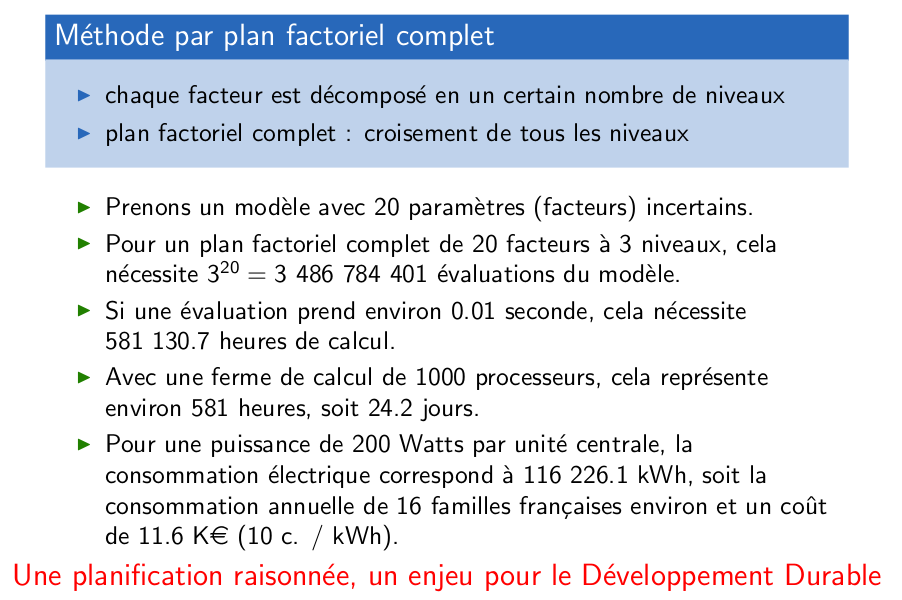 Méthode par plan factoriel complet
▶ chaque facteur est décomposé en un certain nombre de niveaux
▶ plan factoriel complet : croisement de tous les niveaux
▶ Prenons un modèle avec 20 paramètres (facteurs) incertains.
▶ Pour un plan factoriel complet de 20 facteurs à 3 niveaux, cela
nécessite 3²⁰ = 3 486 784 401 évaluations du modèle.
▶ Si une évaluation prend environ 0.01 seconde, cela nécessite
581 130.7 heures de calcul.
▶ Avec une ferme de calcul de 1000 processeurs, cela représente
environ 581 heures, soit 24.2 jours.
▶ Pour une puissance de 200 Watts par unité centrale, la
consommation électrique correspond à 116 226.1 kWh, soit la
consommation annuelle de 16 familles françaises environ et un coût
de 11.6 K€ (10 c. / kWh).
Une planification raisonnée, un enjeu pour le Développement Durable